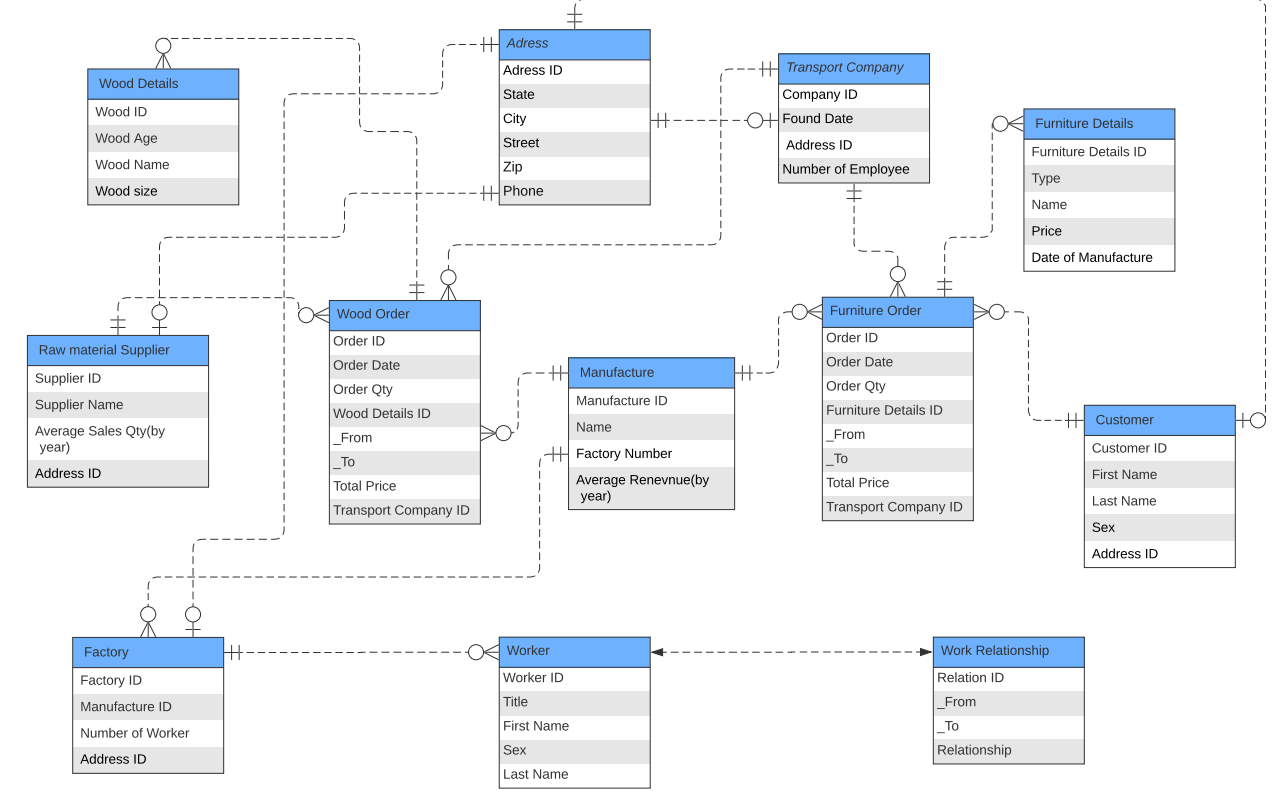 Wood Details
Wood ID
Wood Age
Wood Name
Wood size
Adress
Adress ID
State
City
Street
Zip
Phone
Transport Company
Company ID
Found Date
Address ID
Number of Employee
Furniture Details
Furniture Details ID
Type
Name
Price
Date of Manufacture
Raw material Supplier
Supplier ID
Supplier Name
Average Sales Qty(by
year)
Address ID
Wood Order
Order ID
Order Date
Order Qty
Wood Details ID
_From
_To
Total Price
Transport Company ID
Manufacture
Manufacture ID
Name
Factory Number
Average Renevnue(by
year)
Furniture Order
Order ID
Order Date
Order Qty
Furniture Details ID
_From
_To
Total Price
Transport Company ID
Customer
Customer ID
First Name
Last Name
Sex
Address ID
Factory
Factory ID
Manufacture ID
Number of Worker
Address ID
Worker
Worker ID
Title
First Name
Sex
Last Name
Work Relationship
Relation ID
_From
_To
Relationship